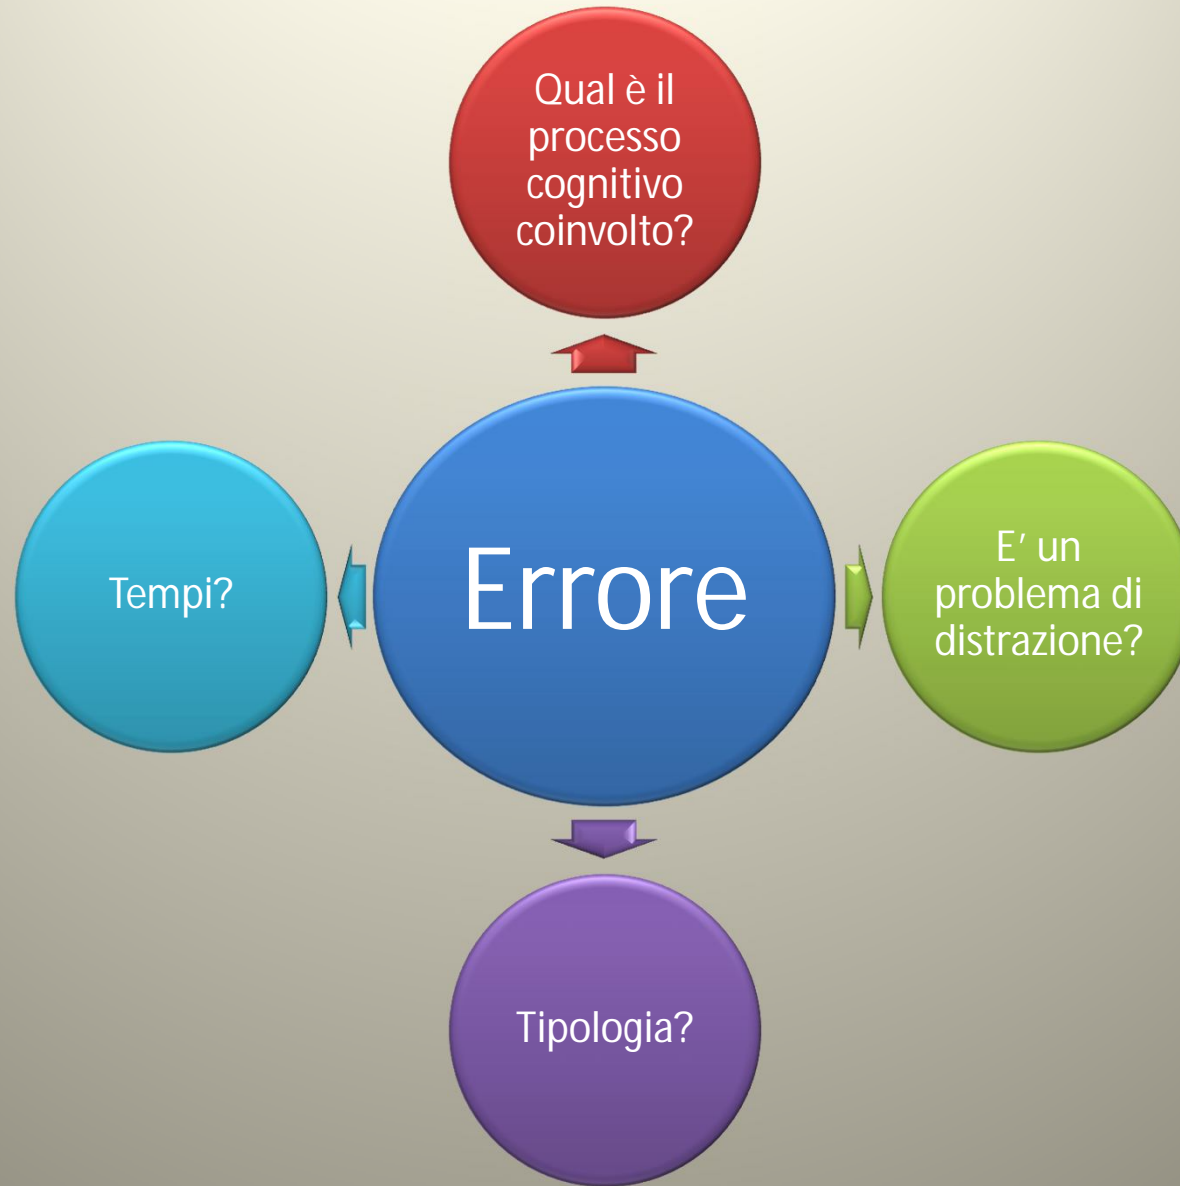 Qual è il
processo
cognitivo
coinvolto?
Tempi?
Errore
E’ un
problema di
distrazione?
Tipologia?